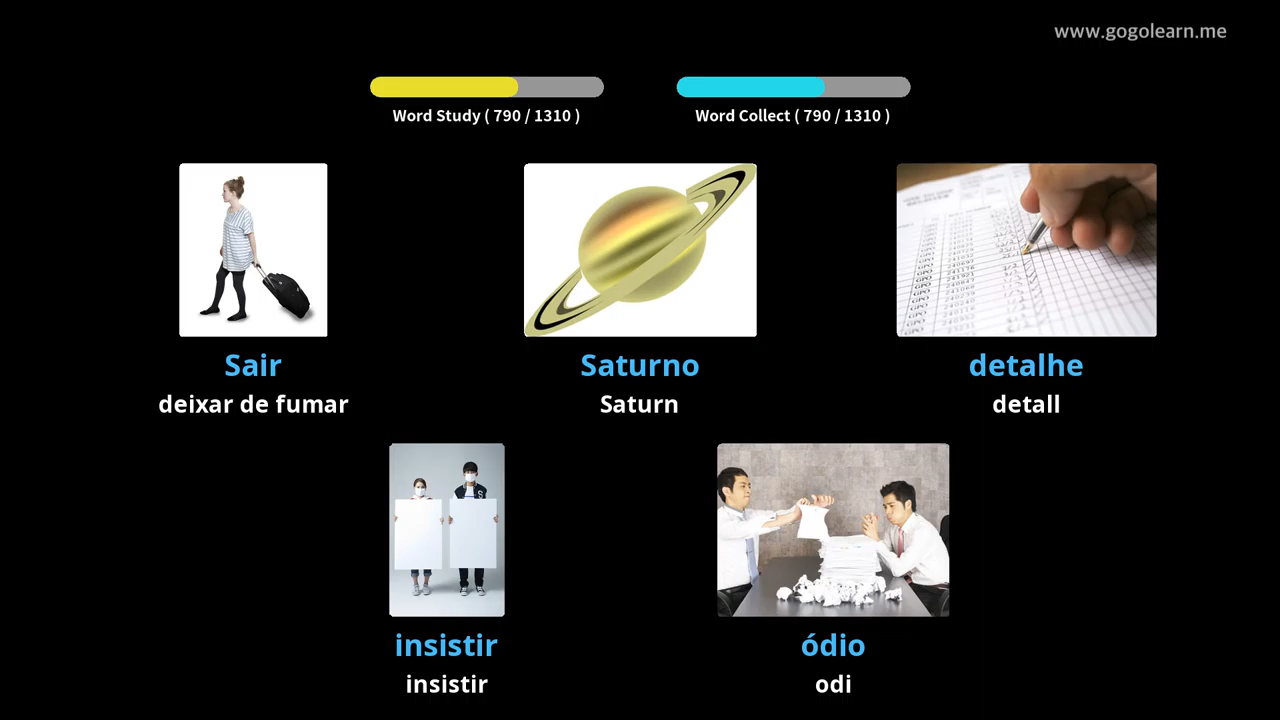 www.gogolearn.me
Word Study ( 790 / 1310 )
Word Collect ( 790 / 1310 )
Sair
deixar de fumar
Saturno
Saturn
detalhe
detall
insistir
insistir
ódio
odi